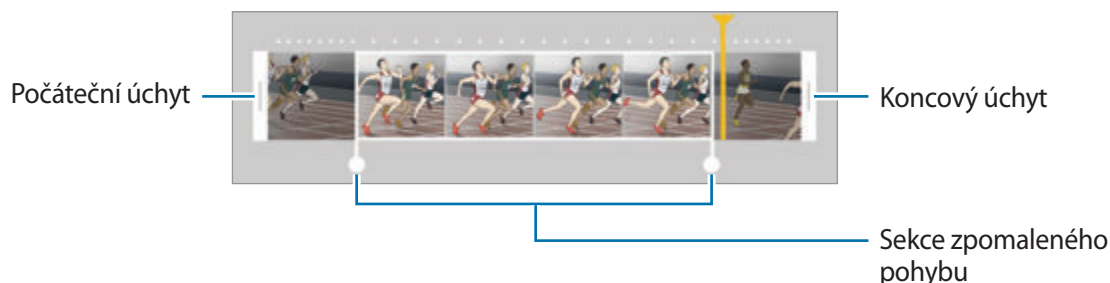 Počáteční úchyt
Koncový úchyt
Sekce zpomaleného
pohybu